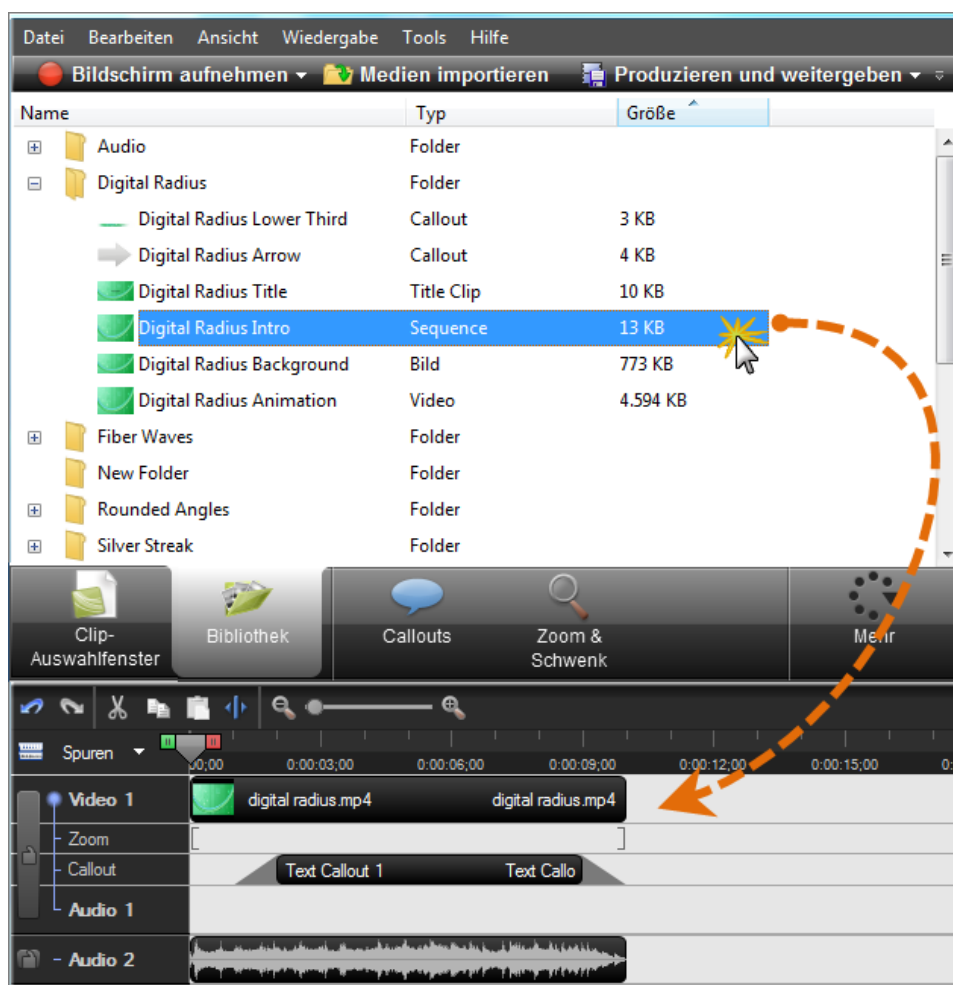 Datei Bearbeiten Ansicht Wiedergabe Tools Hilfe
Bildschirm aufnehmen Medien importieren Produzieren und weitergeben
Name Typ Größe
Audio Folder
Digital Radius Folder
Digital Radius Lower Third Callout 3 KB
Digital Radius Arrow Callout 4 KB
Digital Radius Title Title Clip 10 KB
Digital Radius Intro Sequence 13 KB
Digital Radius Background Bild 773 KB
Digital Radius Animation Video 4.594 KB
Fiber Waves Folder
New Folder Folder
Rounded Angles Folder
Silver Streak Folder
Clip-
Auswahlfenster
Bibliothek
Callouts
Zoom &
Schwenk
Mehr
Spuren
00;00 0:00:03;00 0:00:06;00 0:00:09;00 0:00:12;00 0:00:15;00 0:
Video 1 digital radius.mp4 digital radius.mp4
Zoom
Callout Text Callout 1 Text Callo
Audio 1
Audio 2